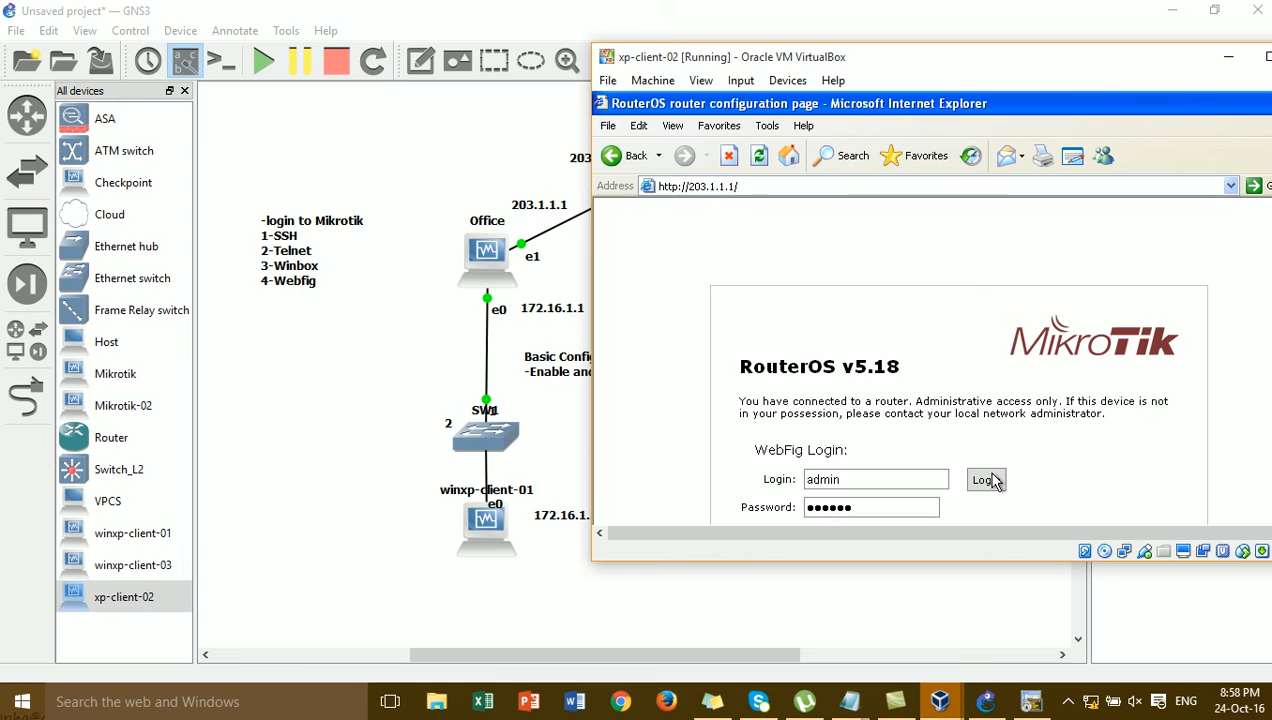 Unsaved project* — GNS3
File Edit View Control Device Annotate Tools Help
All devices
ASA
ATM switch
Checkpoint
Cloud
Ethernet hub
Ethernet switch
Frame Relay switch
Host
Mikrotik
Mikrotik-02
Router
Switch_L2
VPCS
winxp-client-01
winxp-client-03
xp-client-02
-login to Mikrotik
1-SSH
2-Telnet
3-Winbox
4-Webfig
203.1.1.1
Office
e1
e0 172.16.1.1
Basic
-Enable
SW1
2
winxp-client-01
e0
172.16.1.
xp-client-02 [Running] - Oracle VM VirtualBox
File Machine View Input Devices Help
RouterOS router configuration page - Microsoft Internet Explorer
File Edit View Favorites Tools Help
Back Search Favorites
Address http://203.1.1.1/
MikroTik
RouterOS v5.18
You have connected to a router. Administrative access only. If this device is not
in your possession, please contact your local network administrator.
WebFig Login:
Login: admin
Password: ●●●●●●
Search the web and Windows
ENG
8:58 PM
24-Oct-16